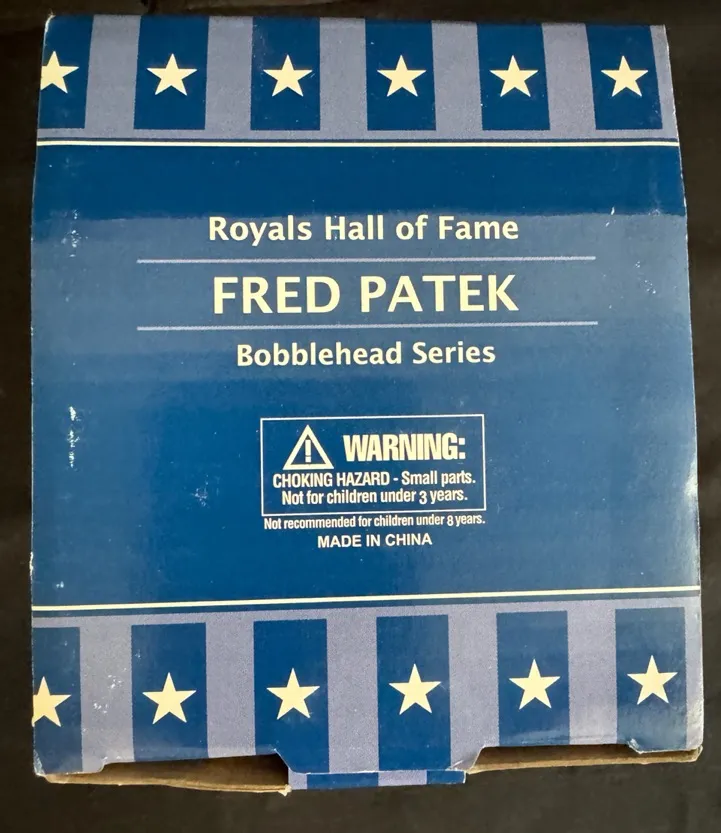 Royals Hall of Fame
FRED PATEK
Bobblehead Series
WARNING:
CHOKING HAZARD - Small parts.
Not for children under 3 years.
Not recommended for children under 8 years.
MADE IN CHINA